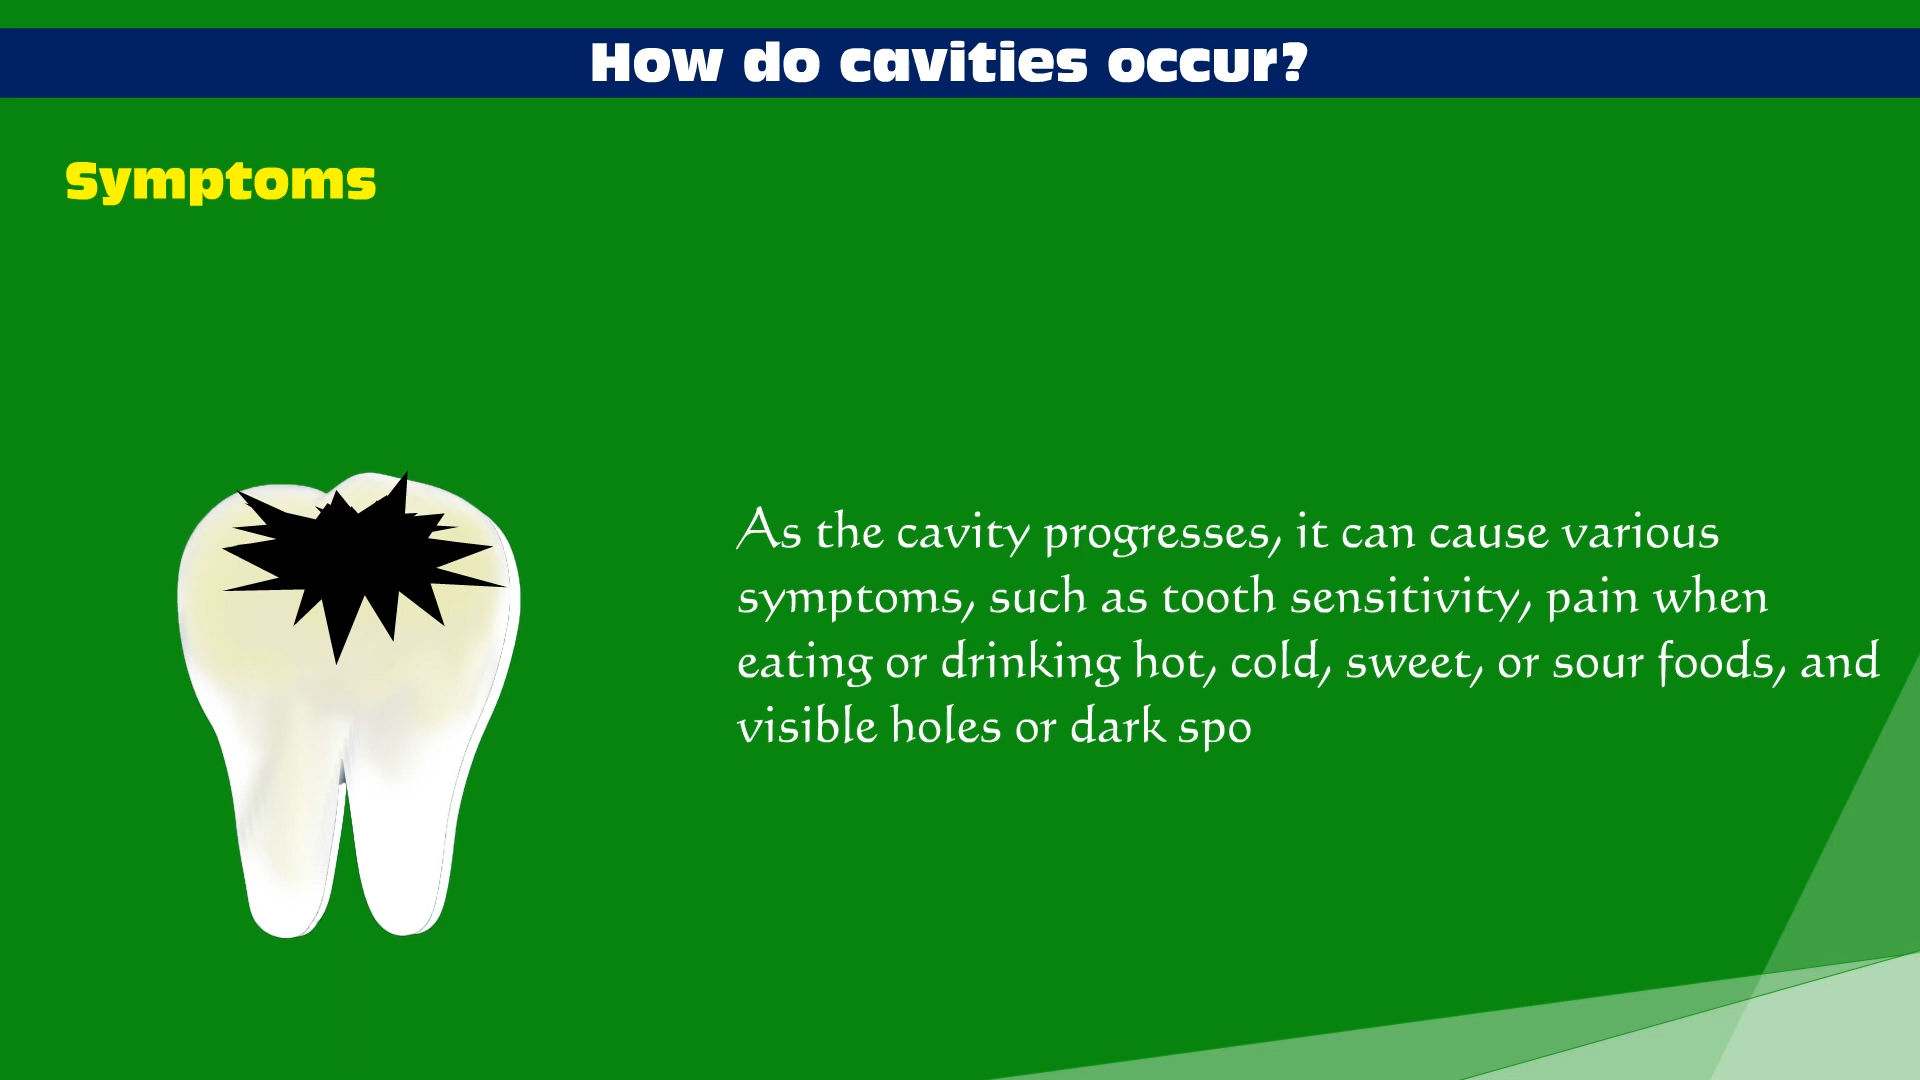 How do cavities occur?
Symptoms
As the cavity progresses, it can cause various
symptoms, such as tooth sensitivity, pain when
eating or drinking hot, cold, sweet, or sour foods, and
visible holes or dark spo